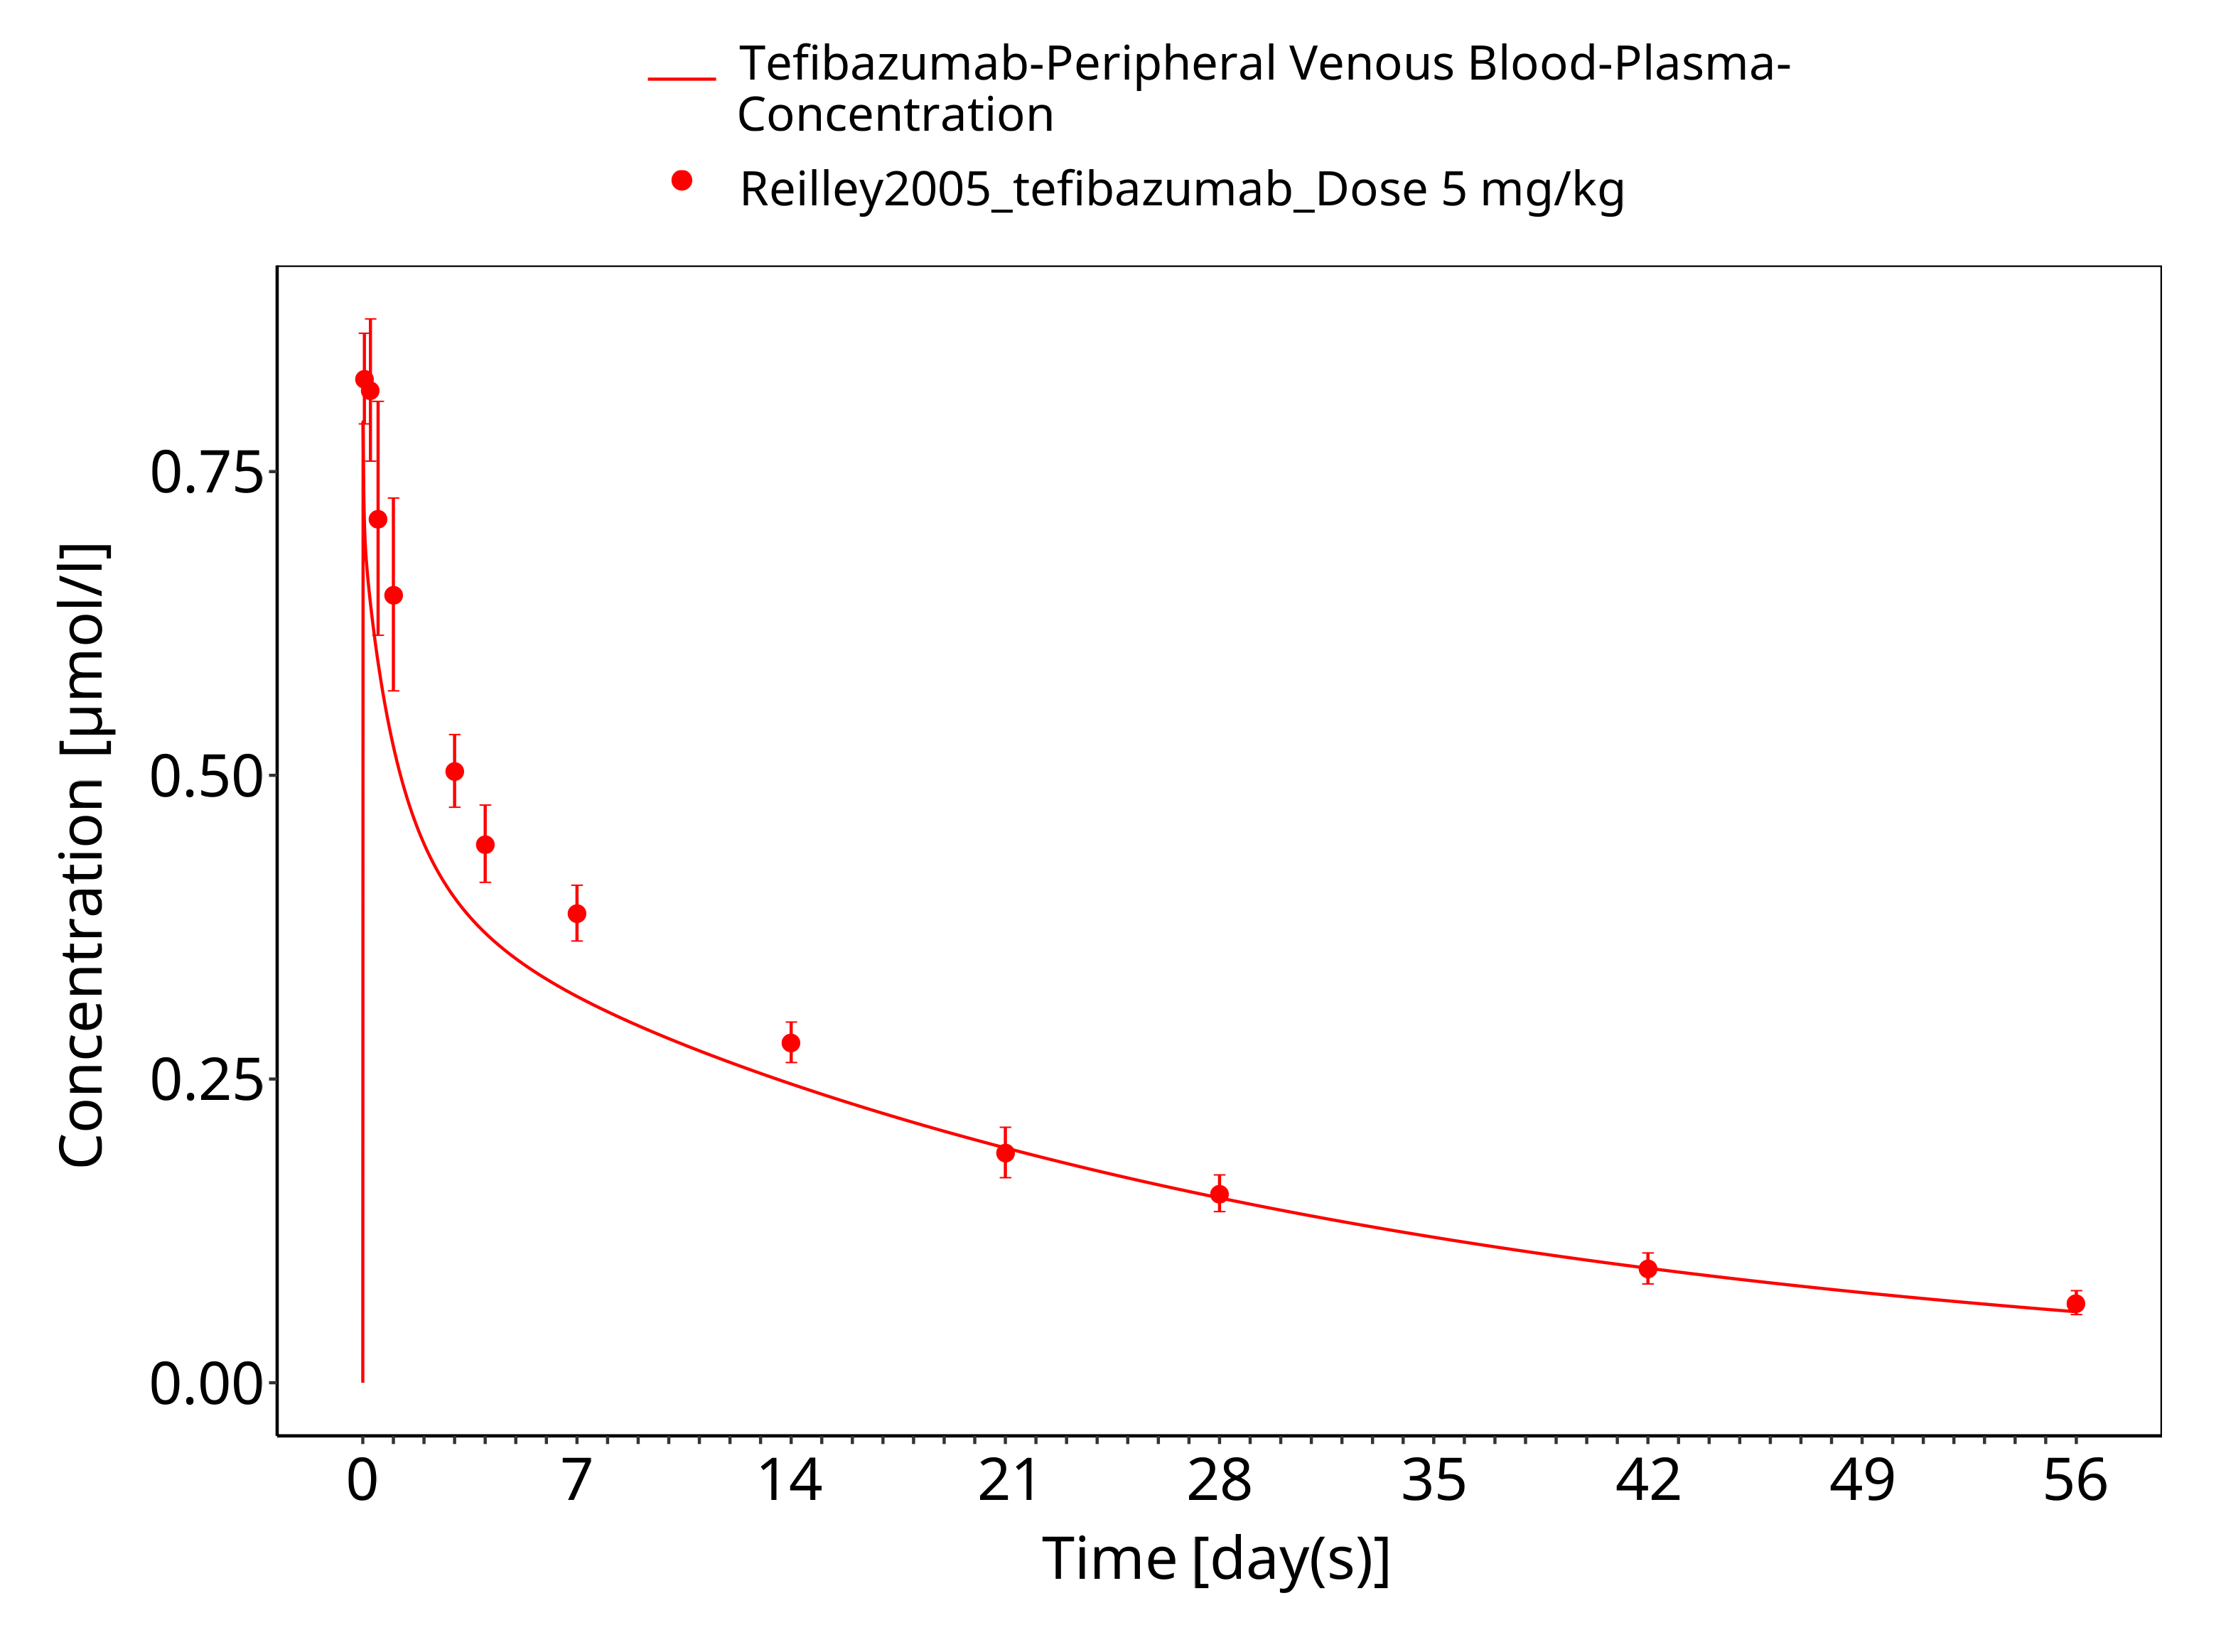 Tefibazumab-Peripheral Venous Blood-Plasma-
Concentration
Reilley2005_tefibazumab_Dose 5 mg/kg
Concentration [µmol/l]
0.75
0.50
0.25
0.00
0 7 14 21 28 35 42 49 56
Time [day(s)]